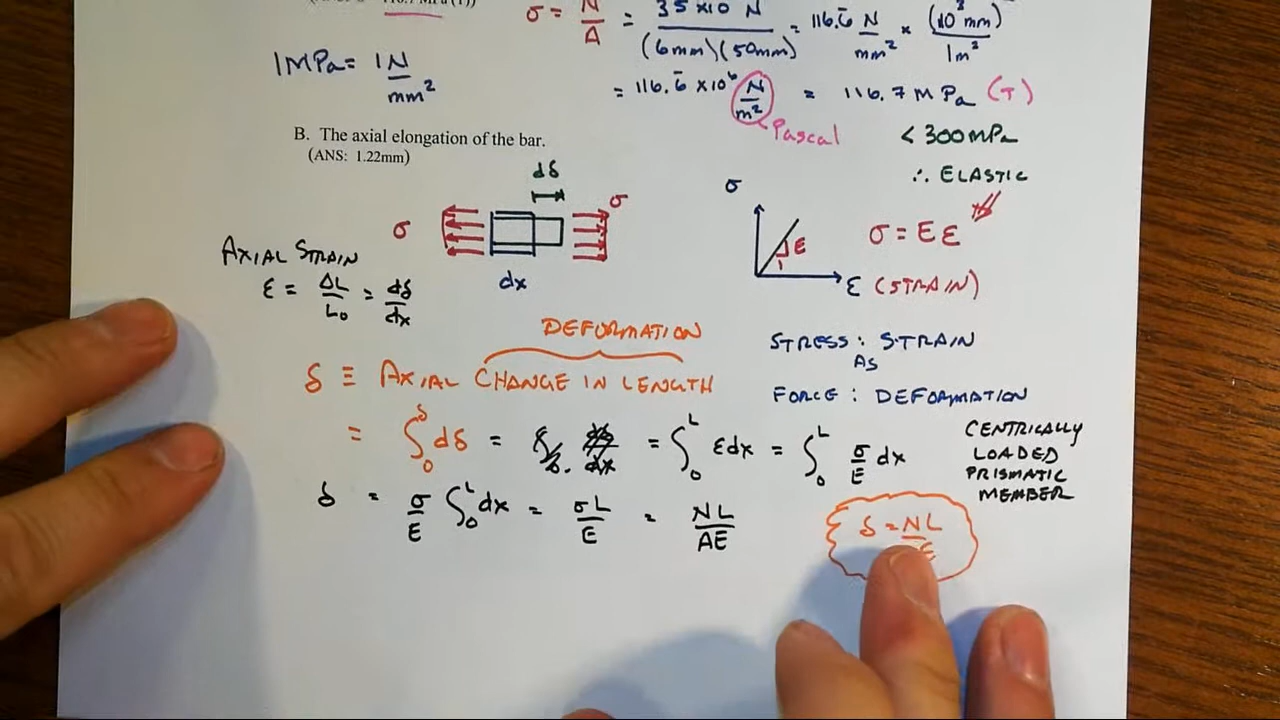 σ = N/A = 35 x10³ N / (6mm)(50mm) = 116.6̄ N/mm² x (10³ mm)²/1m²
1MPa = 1N/mm²
= 116.6̄ x10⁶ N/m² = 116.7 MPa (T)
Pascal
B. The axial elongation of the bar.
(ANS: 1.22mm)
< 300MPa
∴ ELASTIC
dδ
σ
σ
σ
dx
E
1
σ = Eε
ε (STRAIN)
AXIAL STRAIN
ε = ΔL/L₀ = dδ/dx
DEFORMATION
δ ≡ AXIAL CHANGE IN LENGTH
STRESS : STRAIN
AS
FORCE : DEFORMATION
= ∫₀^δ dδ = = ∫₀^L εdx = ∫₀^L σ/E dx
CENTRICALLY
LOADED
PRISMATIC
MEMBER
δ = σ/E ∫₀^L dx = σL/E = NL/AE
δ = NL/ E